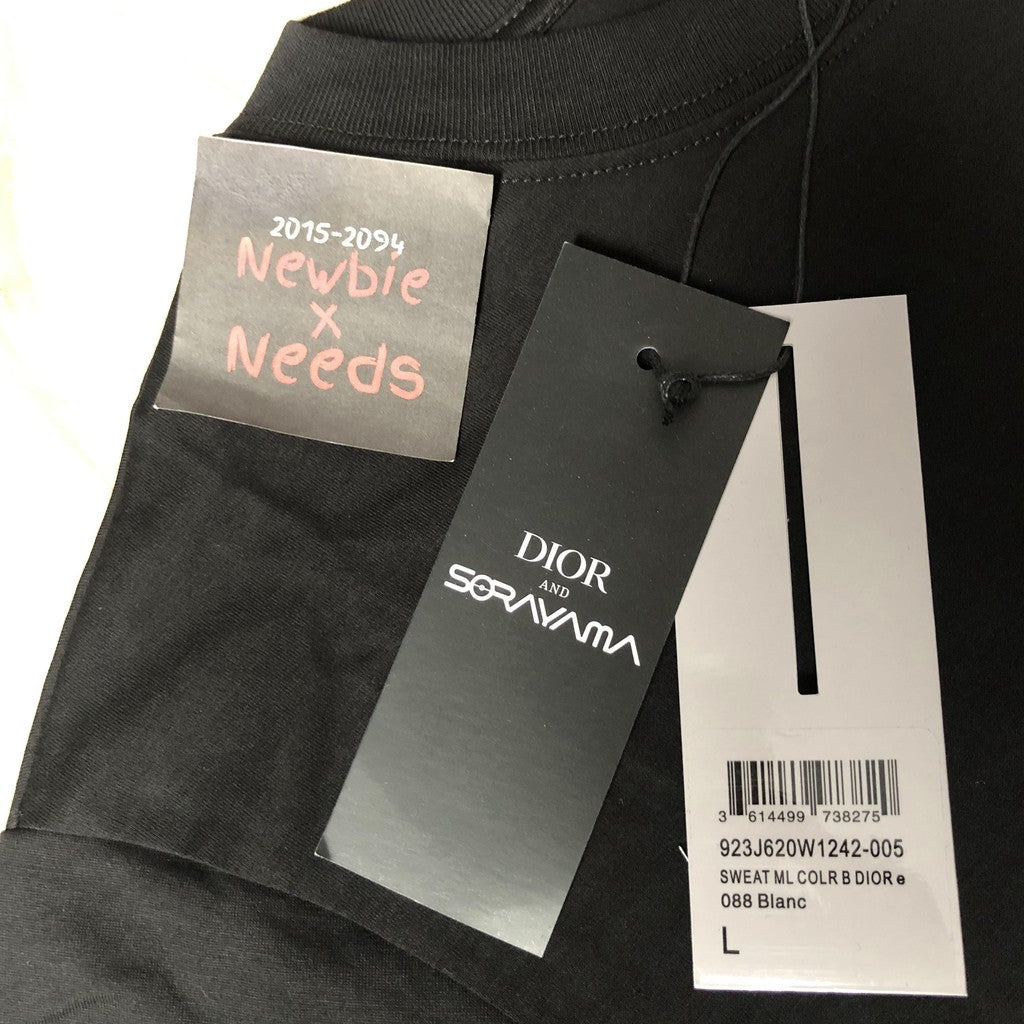 2015-2094
Newbie
x
Needs
DIOR
AND
SORAYAMA
3 614499 738275
923J620W1242-005
SWEAT ML COLR B DIOR e
088 Blanc
L